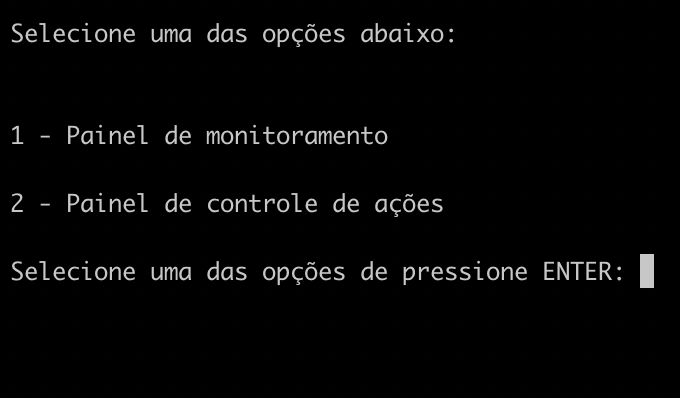 Selecione uma das opções abaixo:
1 - Painel de monitoramento
2 - Painel de controle de ações
Selecione uma das opções de pressione ENTER: